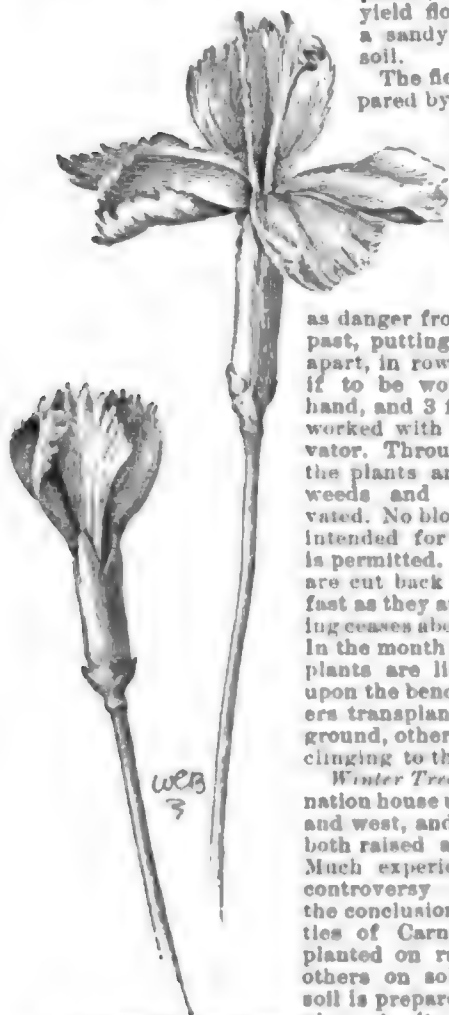 yield flo
a sandy
soil.
The fie
pared by
as danger fro
past, putting
apart, in row
if to be wo
hand, and 3 f
worked with
vator. Throu
the plants ar
weeds and
vated. No blo
intended for
is permitted.
are cut back
fast as they a
ing ceases abo
In the month
plants are li
upon the benc
ers transplan
ground, other
clinging to th
Winter Tre
nation house u
and west, and
both raised a
Much experie
controversy
the conclusion
ties of Carn
planted on r
others on so
soil is prepare
WCB